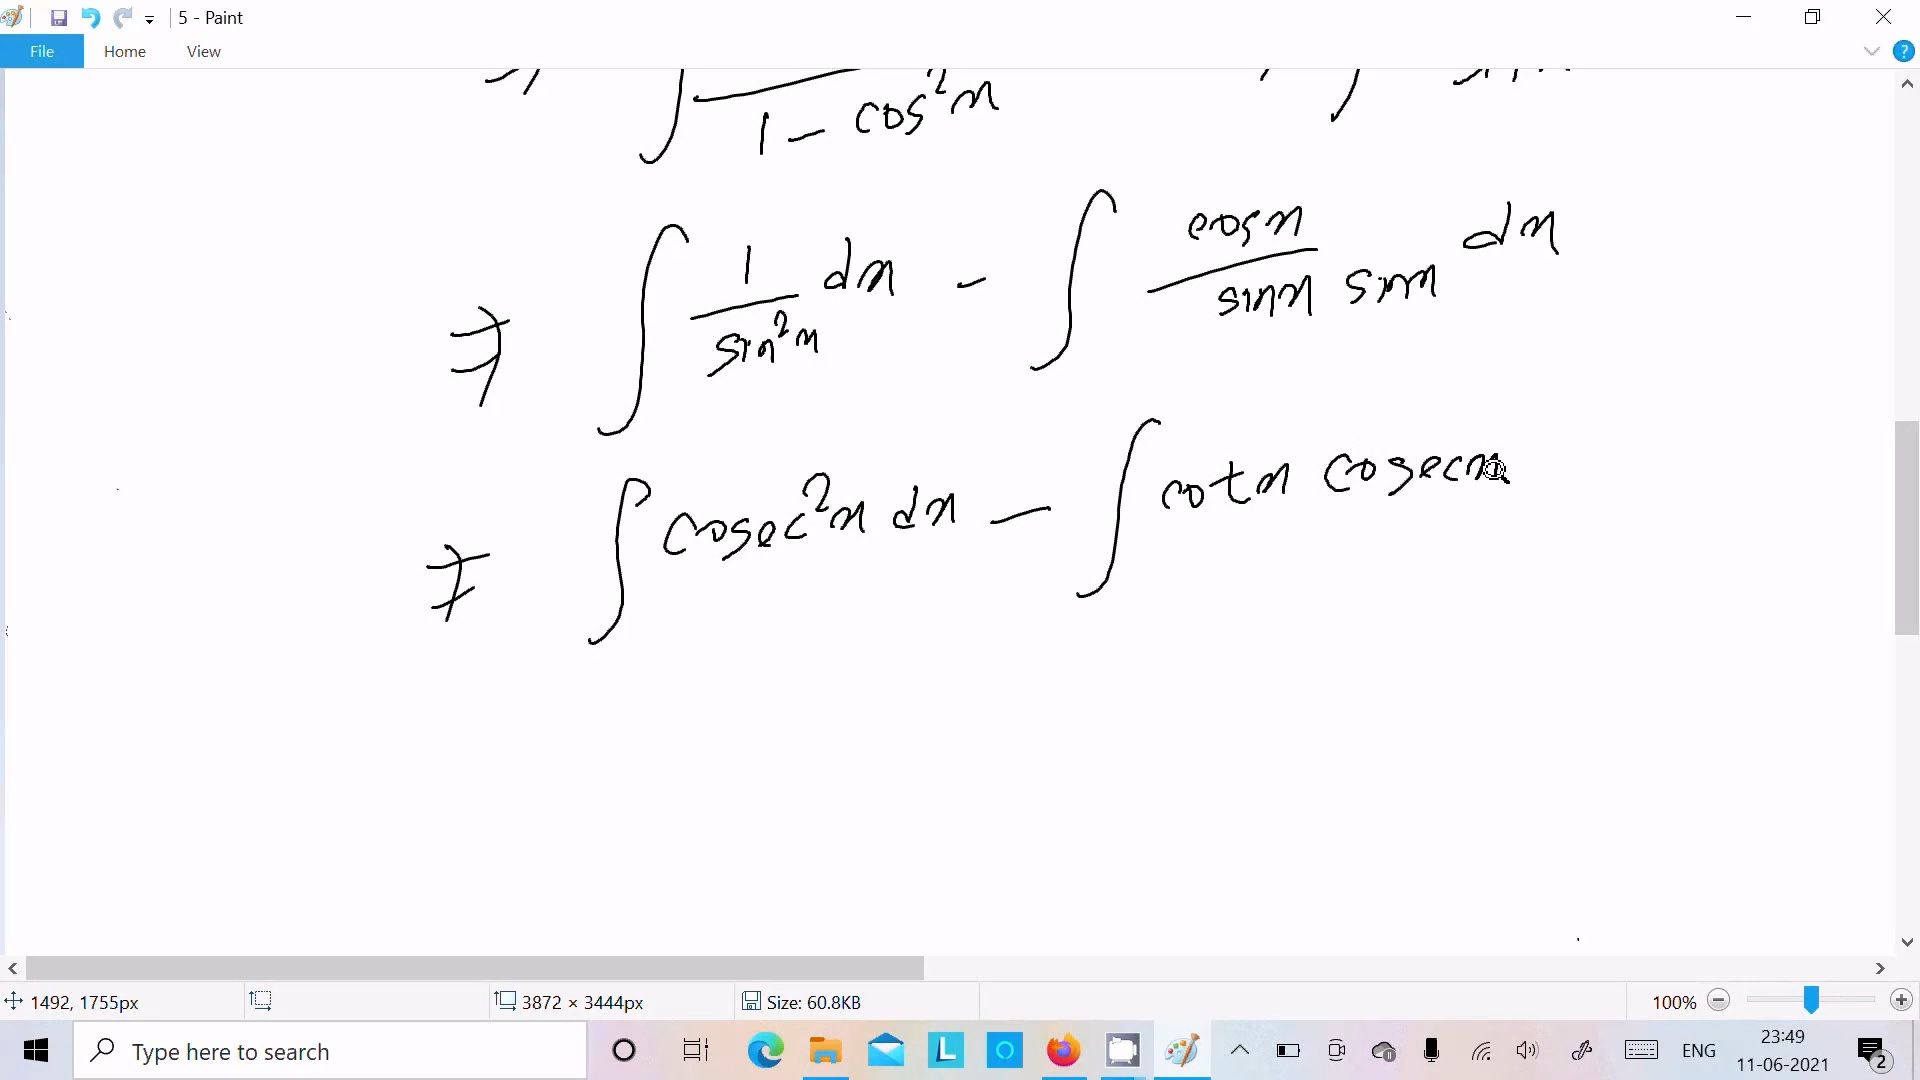 5 - Paint
File Home View
1 - cos²x
⇒ ∫ 1/sin²x dx - ∫ cosx/sinx sinx dx
⇒ ∫ cosec²x dx - ∫ cotx cosecx
1492, 1755px 3872 × 3444px Size: 60.8KB 100%
Type here to search
L
ENG
23:49
11-06-2021
2